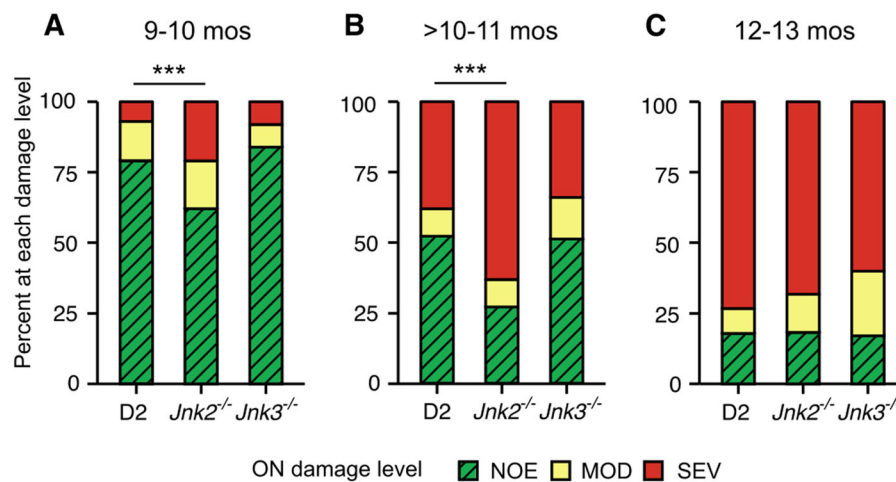 A 9-10 mos
B >10-11 mos
C 12-13 mos
*** ***
Percent at each damage level
100
75
50
25
0
D2 Jnk2-/- Jnk3-/-
100
75
50
25
0
D2 Jnk2-/- Jnk3-/-
100
75
50
25
0
D2 Jnk2-/- Jnk3-/
ON damage level NOE MOD SEV